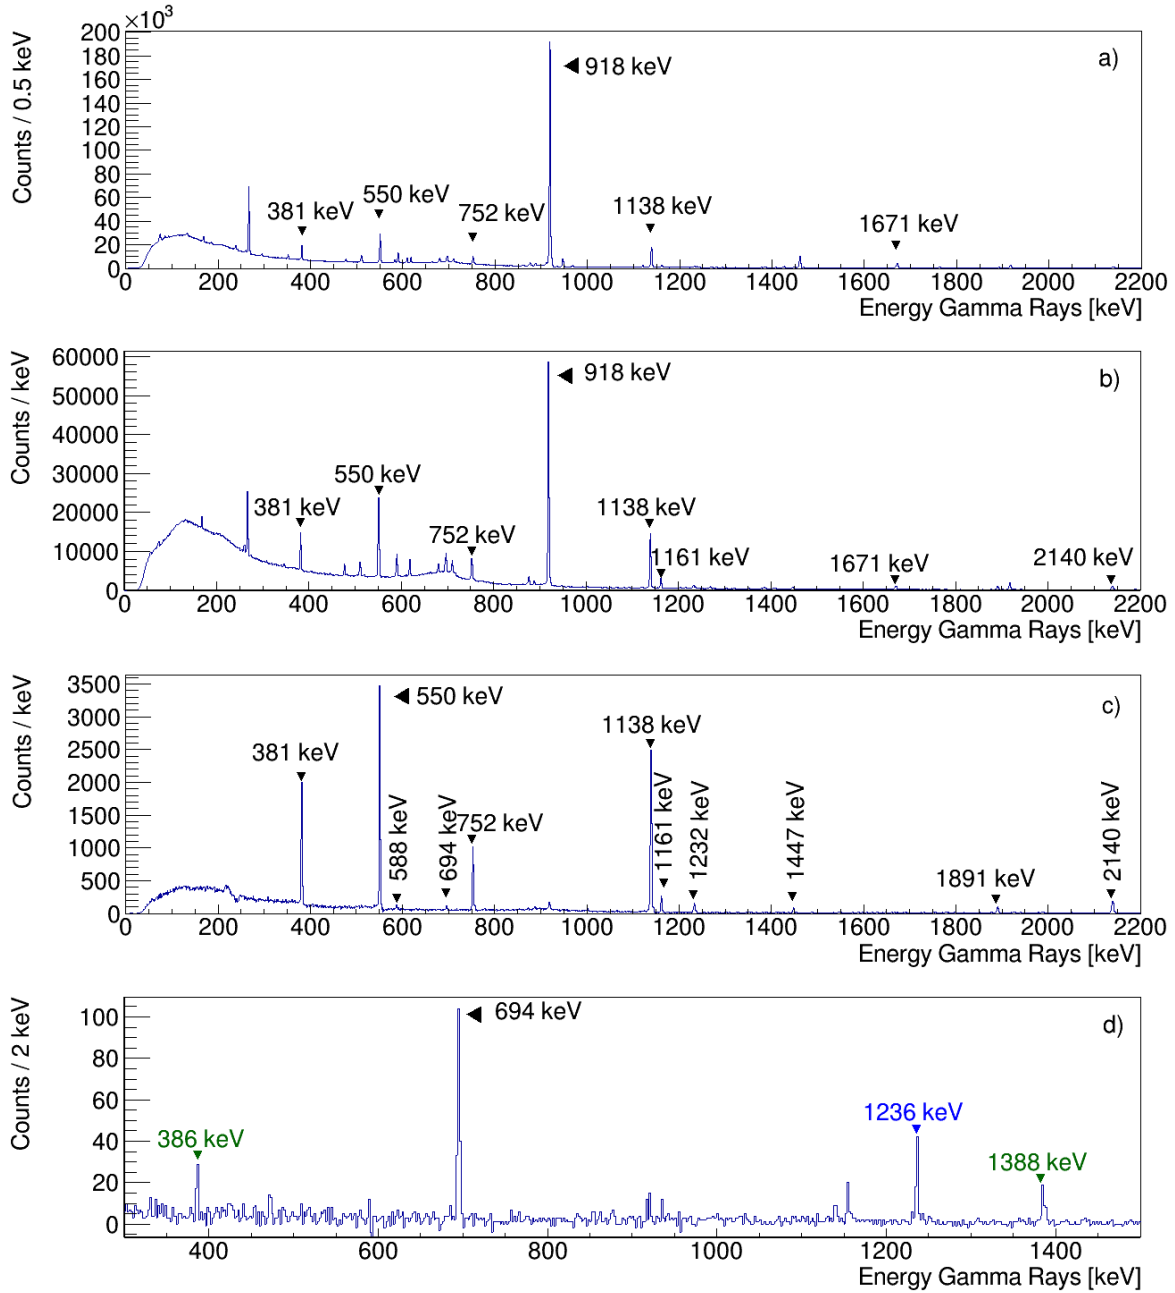 ×10³
200
180
160
140
120
100
80
60
40
20
0
Counts / 0.5 keV
a)
918 keV
381 keV
550 keV
752 keV
1138 keV
1671 keV
0 200 400 600 800 1000 1200 1400 1600 1800 2000 2200
Energy Gamma Rays [keV]
60000
50000
40000
30000
20000
10000
0
Counts / keV
b)
918 keV
550 keV
381 keV
752 keV
1138 keV
1161 keV
1671 keV
2140 keV
0 200 400 600 800 1000 1200 1400 1600 1800 2000 2200
Energy Gamma Rays [keV]
3500
3000
2500
2000
1500
1000
500
0
Counts / keV
c)
550 keV
381 keV
588 keV
694 keV
752 keV
1138 keV
1161 keV
1232 keV
1447 keV
1891 keV
2140 keV
0 200 400 600 800 1000 1200 1400 1600 1800 2000 2200
Energy Gamma Rays [keV]
100
80
60
40
20
0
Counts / 2 keV
d)
694 keV
386 keV
1236 keV
1388 keV
400 600 800 1000 1200 1400
Energy Gamma Rays [keV]